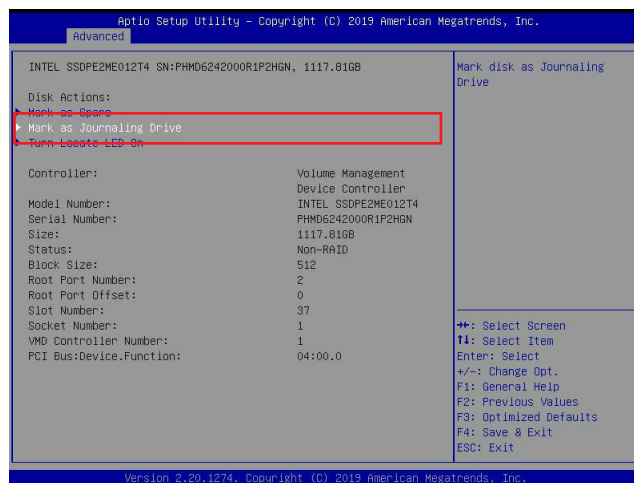 Aptio Setup Utility – Copyright (C) 2019 American Megatrends, Inc.
Advanced
INTEL SSDPE2ME012T4 SN:PHMD6242000R1P2HGN, 1117.81GB
Disk Actions:
Mark as Spare
Mark as Journaling Drive
Turn Locate LED On
Controller: Volume Management
Device Controller
Model Number: INTEL SSDPE2ME012T4
Serial Number: PHMD6242000R1P2HGN
Size: 1117.81GB
Status: Non-RAID
Block Size: 512
Root Port Number: 2
Root Port Offset: 0
Slot Number: 37
Socket Number: 1
VMD Controller Number: 1
PCI Bus:Device.Function: 04:00.0
Mark disk as Journaling
Drive
→←: Select Screen
↑↓: Select Item
Enter: Select
+/-: Change Opt.
F1: General Help
F2: Previous Values
F3: Optimized Defaults
F4: Save & Exit
ESC: Exit
Version 2.20.1274. Copyright (C) 2019 American Megatrends, Inc.